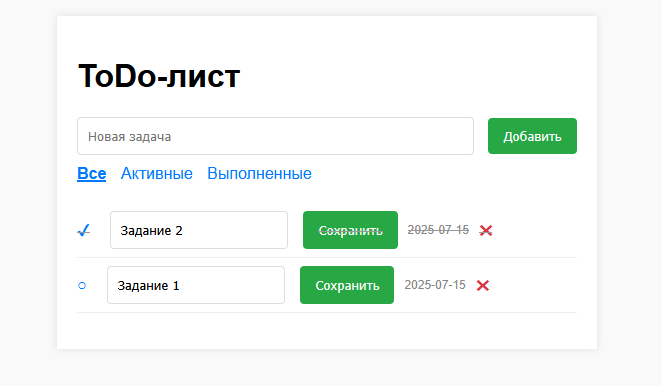 ToDo-лист
Новая задача Добавить
Все Активные Выполненные
✓ Задание 2 Сохранить 2025-07-15 ❌
○ Задание 1 Сохранить 2025-07-15 ❌